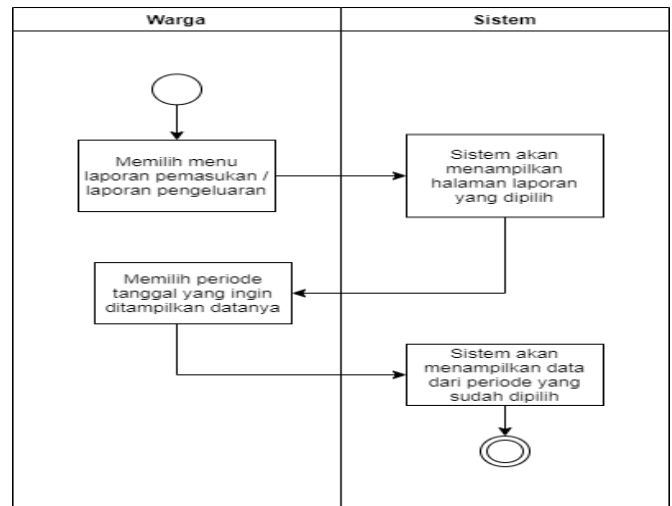 Warga
Sistem
Memilih menu
laporan pemasukan /
laporan pengeluaran
Sistem akan
menampilkan
halaman laporan
yang dipilih
Memilih periode
tanggal yang ingin
ditampilkan datanya
Sistem akan
menampilkan data
dari periode yang
sudah dipilih